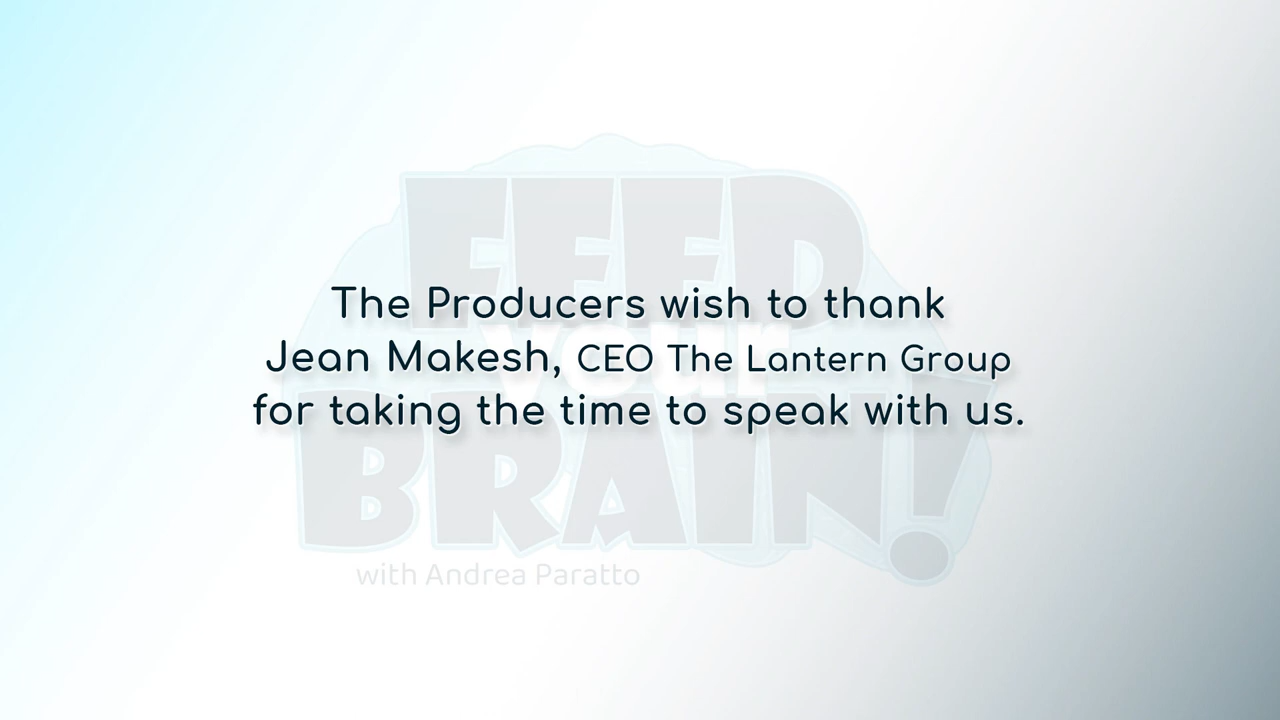 FEED
The Producers wish to thank
your
Jean Makesh, CEO The Lantern Group
for taking the time to speak with us.
BRAIN!
with Andrea Paratto